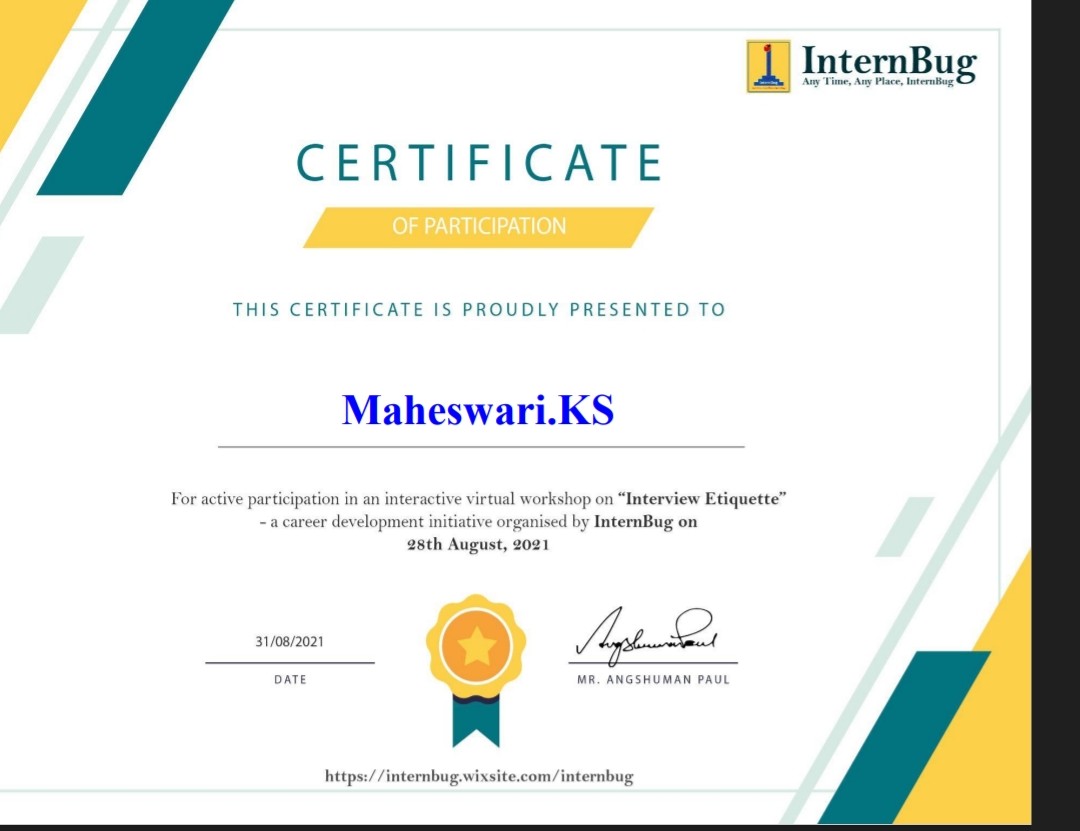 InternBug
Any Time, Any Place, InternBug
CERTIFICATE
OF PARTICIPATION
THIS CERTIFICATE IS PROUDLY PRESENTED TO
Maheswari.KS
For active participation in an interactive virtual workshop on “Interview Etiquette”
- a career development initiative organised by InternBug on
28th August, 2021
31/08/2021
DATE
Angshuman Paul
MR. ANGSHUMAN PAUL
https://internbug.wixsite.com/internbug